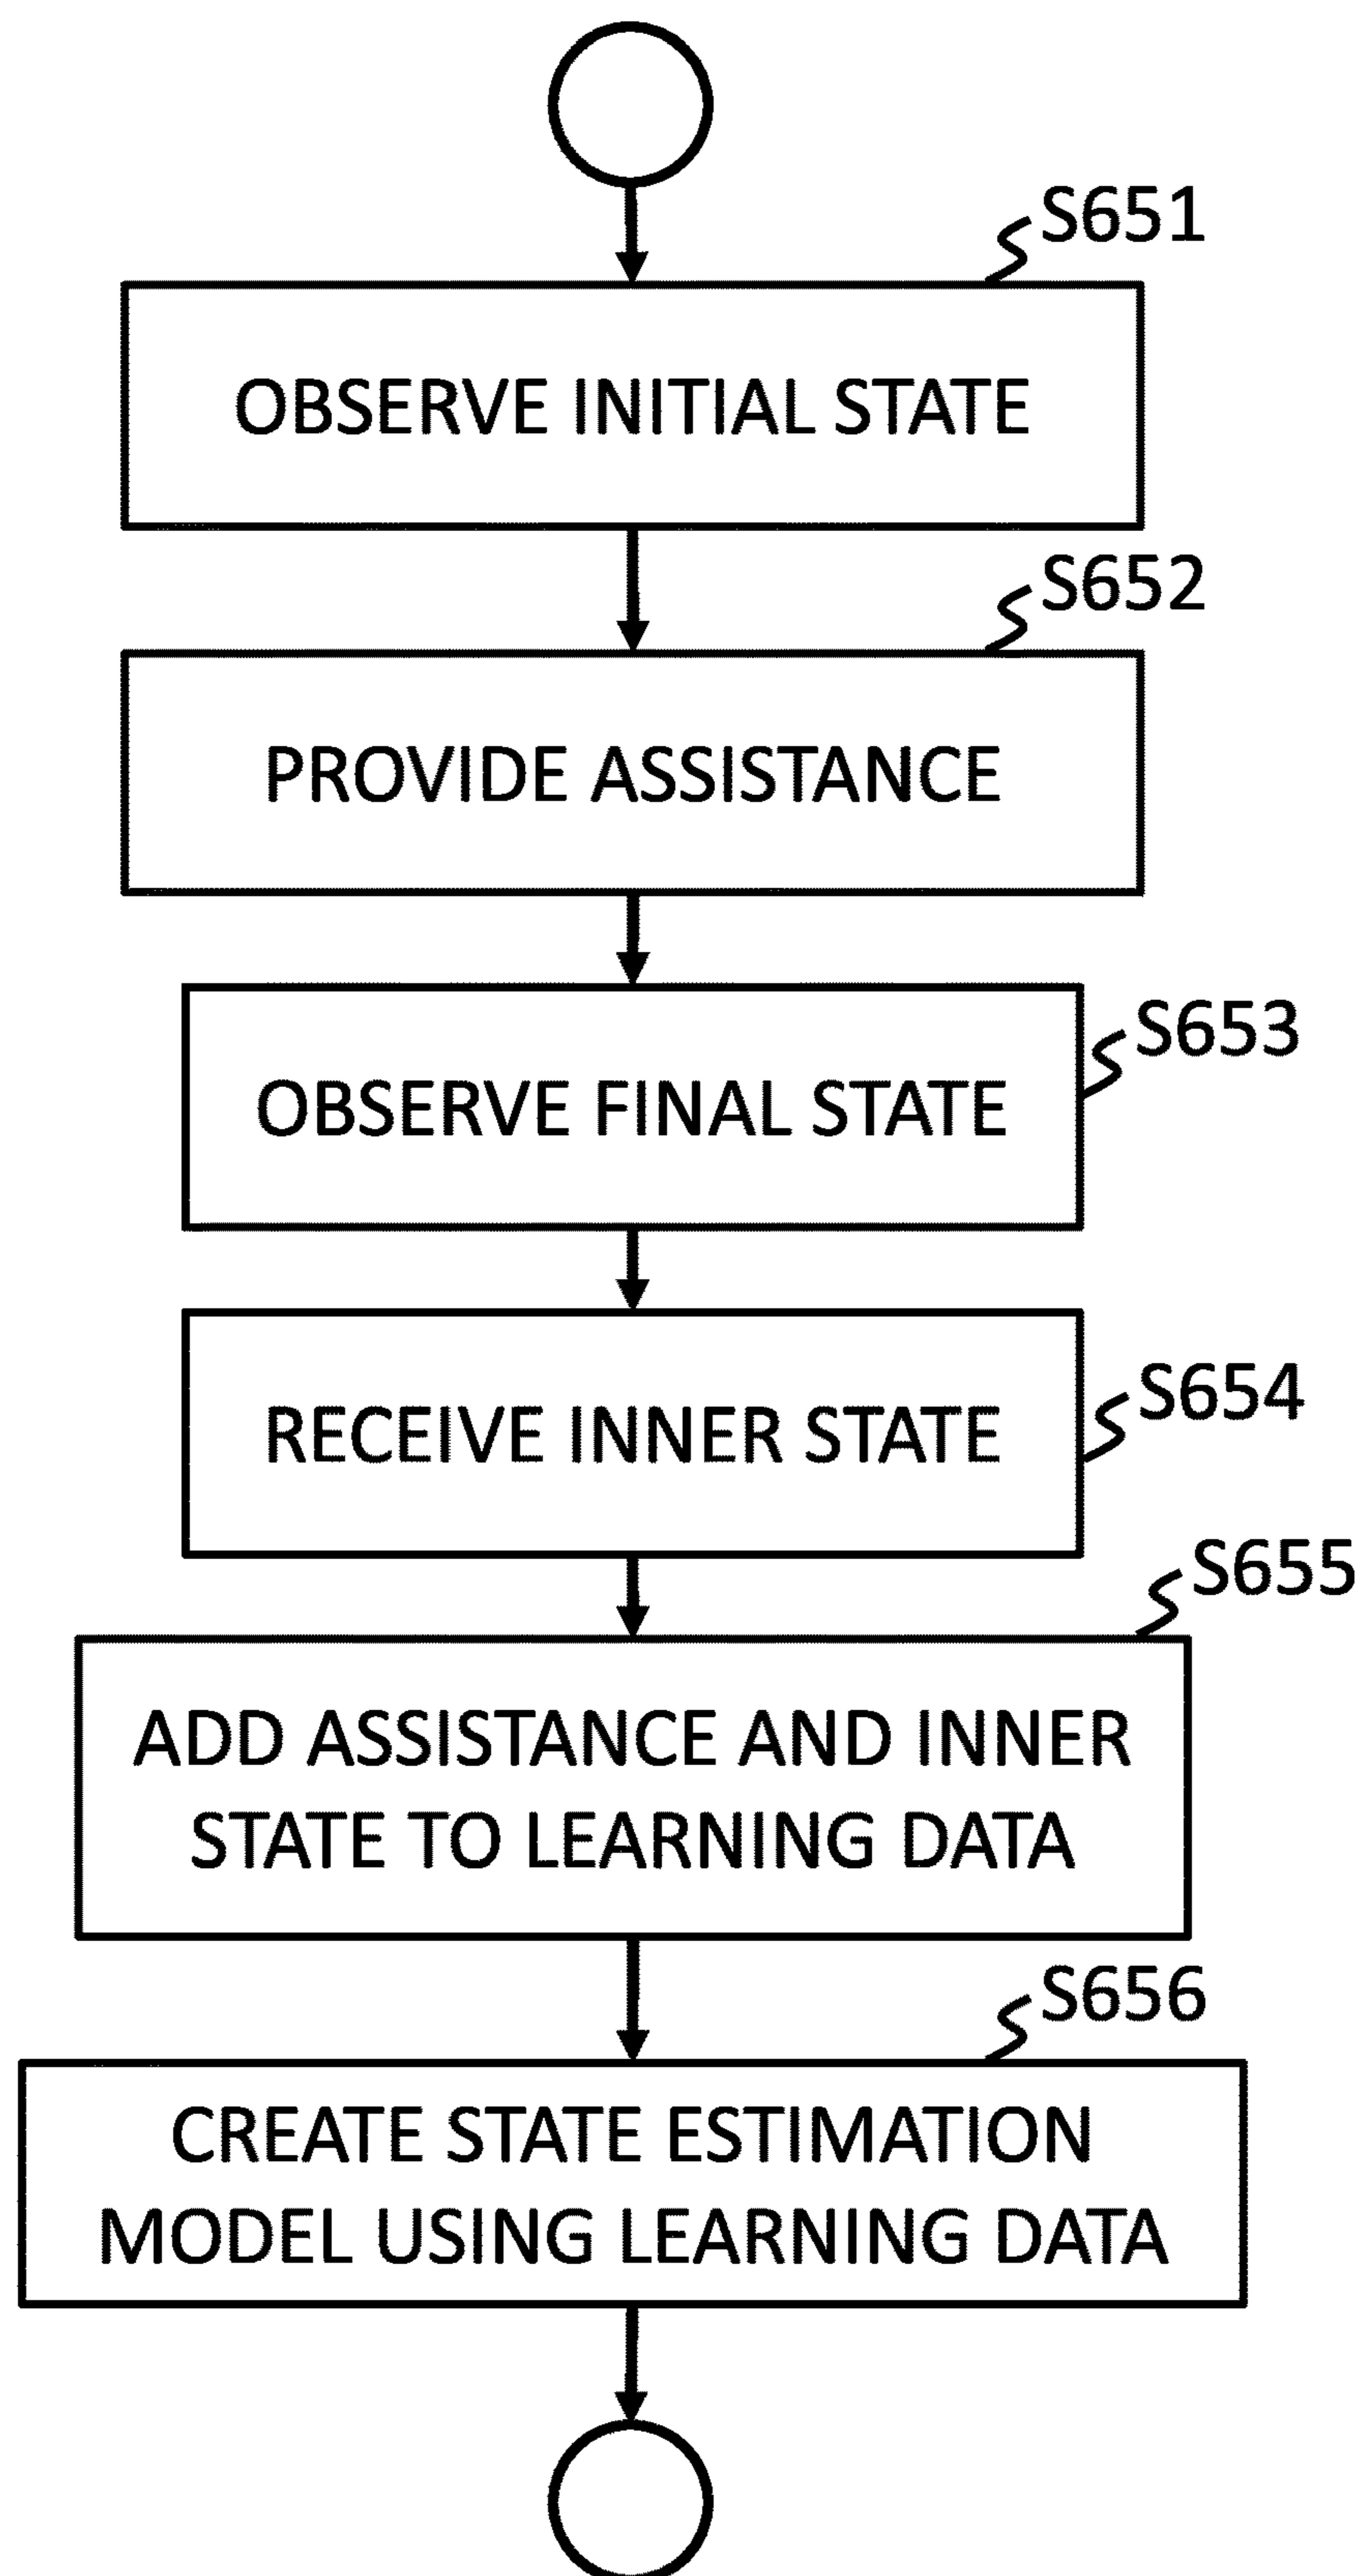 S651
OBSERVE INITIAL STATE
S652
PROVIDE ASSISTANCE
S653
OBSERVE FINAL STATE
S654
RECEIVE INNER STATE
S655
ADD ASSISTANCE AND INNER
STATE TO LEARNING DATA
S656
CREATE STATE ESTIMATION
MODEL USING LEARNING DATA